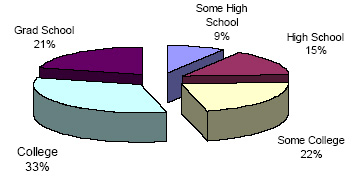 Some High
School
9%
High School
15%
Some College
22%
College
33%
Grad School
21%